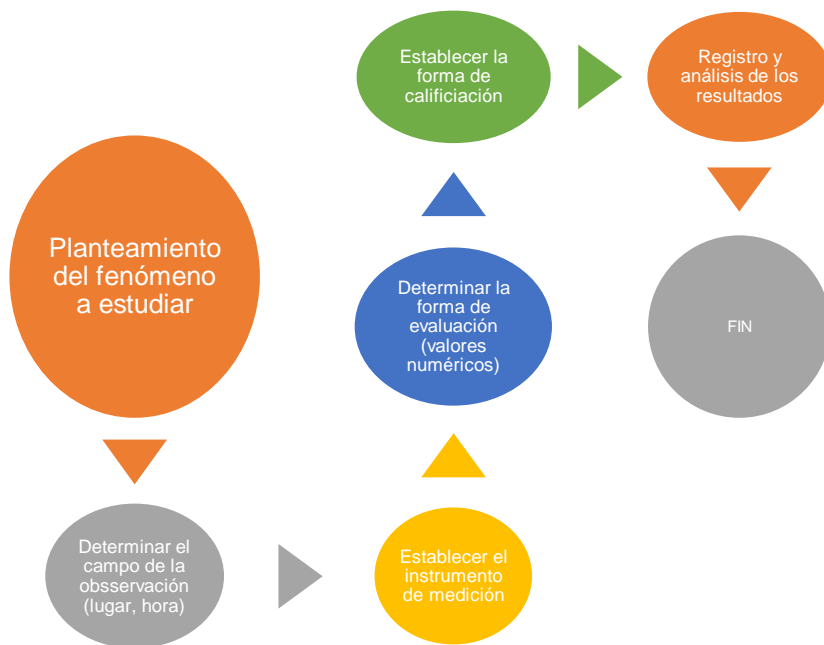 Planteamiento
del fenómeno
a estudiar
Determinar el
campo de la
obsservación
(lugar, hora)
Establecer el
instrumento
de medición
Determinar la
forma de
evaluación
(valores
numéricos)
Establecer la
forma de
calificiación
Registro y
análisis de los
resultados
FIN